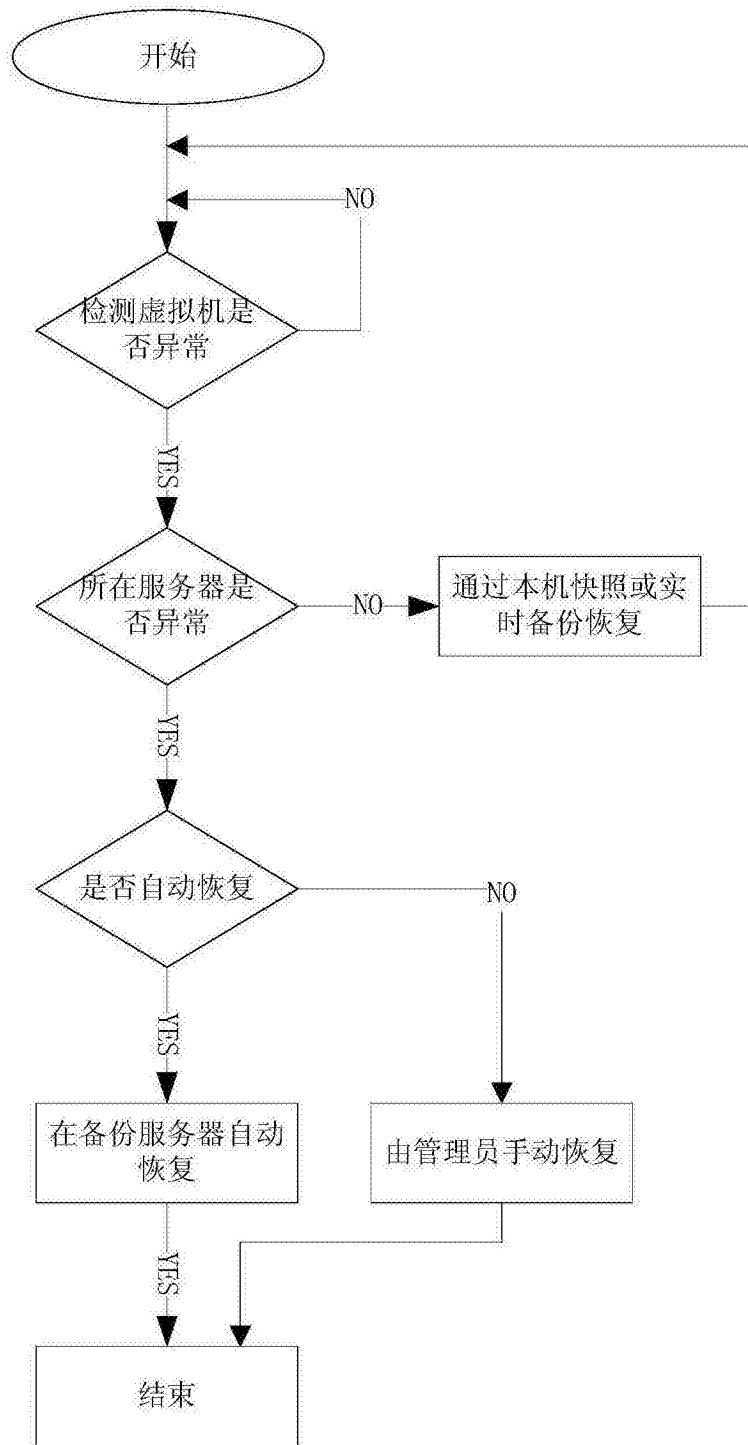 开始
NO
检测虚拟机是
否异常
YES
所在服务器是
否异常
NO
通过本机快照或实
时备份恢复
YES
是否自动恢复
NO
YES
在备份服务器自动
恢复
由管理员手动恢复
YES
结束